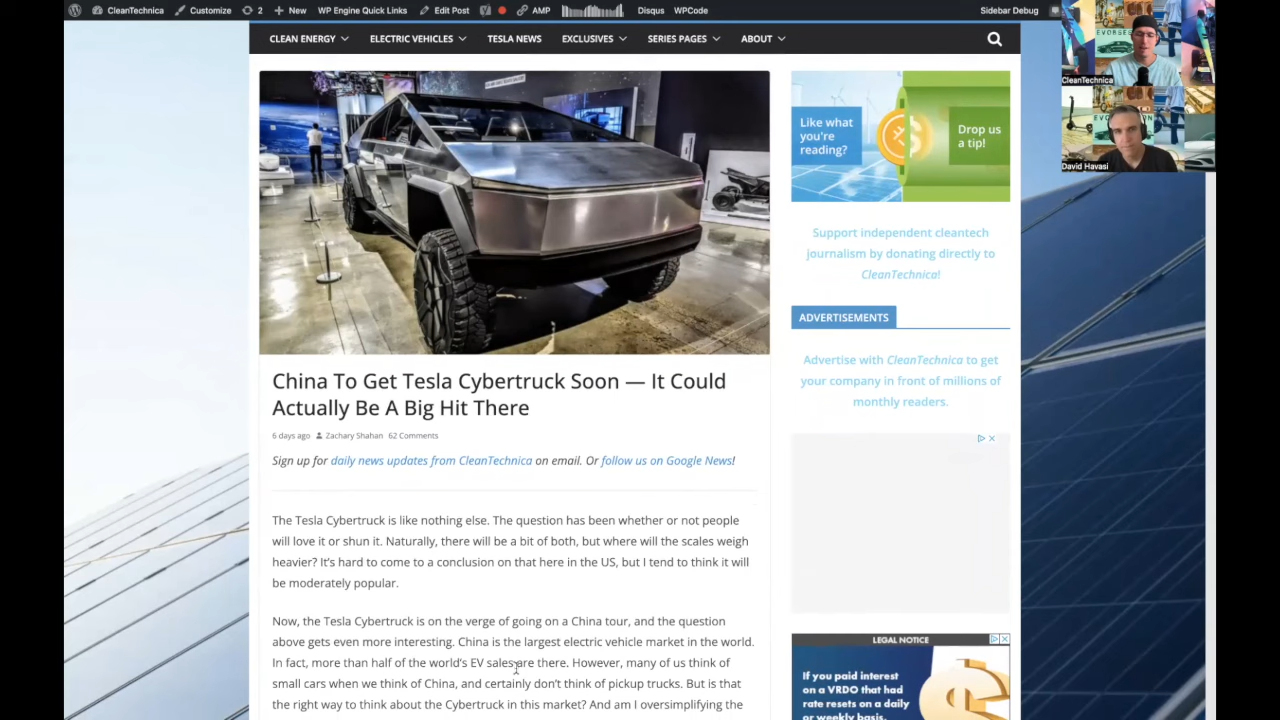 CleanTechnica Customize 2 New WP Engine Quick Links Edit Post AMP Disqus WPCode Sidebar Debug
CLEAN ENERGY ELECTRIC VEHICLES TESLA NEWS EXCLUSIVES SERIES PAGES ABOUT
CleanTechnica
David Havasi
Like what
you're
reading?
Drop us
a tip!
Support independent cleantech
journalism by donating directly to
CleanTechnica!
ADVERTISEMENTS
Advertise with CleanTechnica to get
your company in front of millions of
monthly readers.
China To Get Tesla Cybertruck Soon — It Could
Actually Be A Big Hit There
6 days ago Zachary Shahan 62 Comments
Sign up for daily news updates from CleanTechnica on email. Or follow us on Google News!
The Tesla Cybertruck is like nothing else. The question has been whether or not people
will love it or shun it. Naturally, there will be a bit of both, but where will the scales weigh
heavier? It's hard to come to a conclusion on that here in the US, but I tend to think it will
be moderately popular.
Now, the Tesla Cybertruck is on the verge of going on a China tour, and the question
above gets even more interesting. China is the largest electric vehicle market in the world.
In fact, more than half of the world's EV sales are there. However, many of us think of
small cars when we think of China, and certainly don't think of pickup trucks. But is that
the right way to think about the Cybertruck in this market? And am I oversimplifying the
LEGAL NOTICE
If you paid interest
on a VRDO that had
rate resets on a daily
or weekly basis,